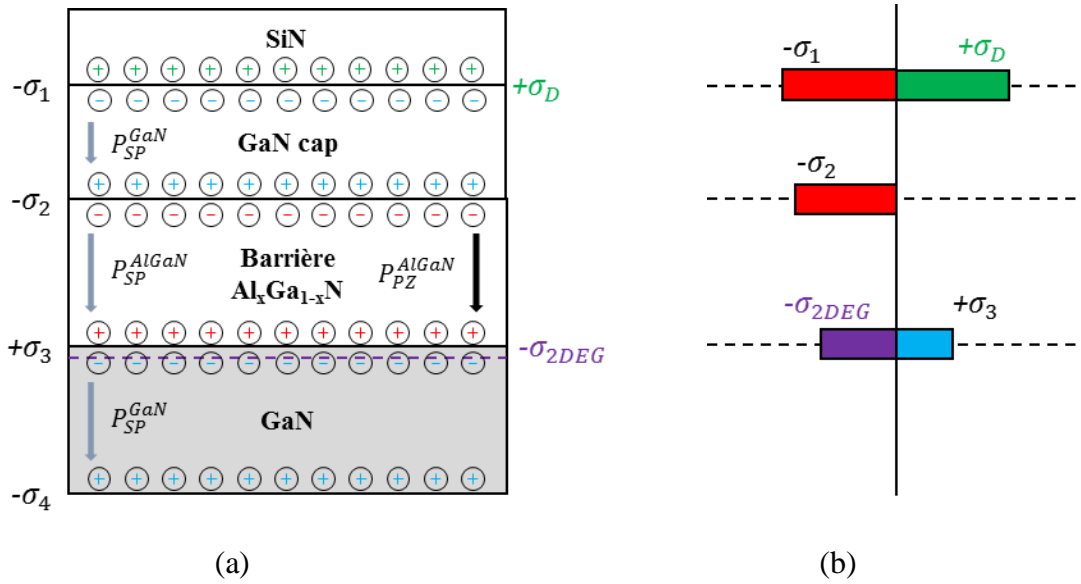 SiN
-σ1
+σD
P_SP^GaN
GaN cap
-σ2
P_SP^AlGaN
Barrière
AlxGa1-xN
P_PZ^AlGaN
+σ3
-σ2DEG
P_SP^GaN
GaN
-σ4
(a)
-σ1
+σD
-σ2
-σ2DEG
+σ3
(b)